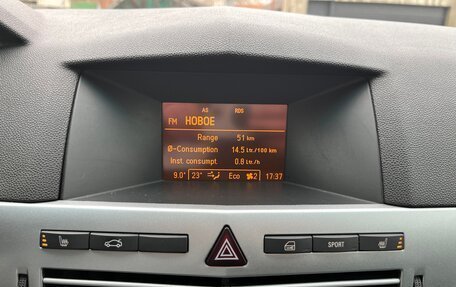 AS RDS
FM НОВОЕ
Range 51 km
Ø-Consumption 14.5 ltr./100 km
Inst. consumpt. 0.8 ltr./h
9.0° 23° Eco 2 17:37
SPORT